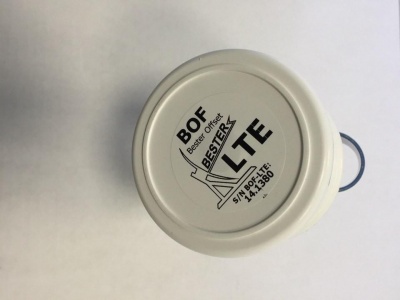 BOF
Bester Offset
BESTER
LTE
S/N BOF-LTE:
14.1380